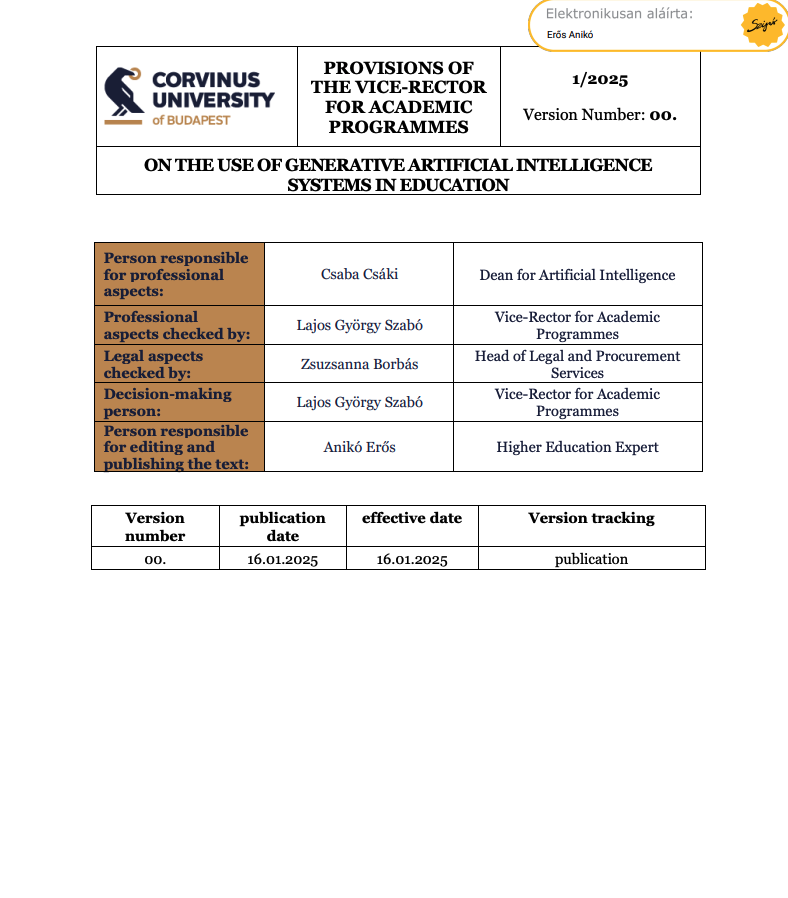 Elektronikusan aláírta:
Erős Anikó
Szignó
CORVINUS
UNIVERSITY
of BUDAPEST
PROVISIONS OF
THE VICE-RECTOR
FOR ACADEMIC
PROGRAMMES
1/2025
Version Number: 00.
ON THE USE OF GENERATIVE ARTIFICIAL INTELLIGENCE
SYSTEMS IN EDUCATION
Person responsible
for professional
aspects:
Csaba Csáki
Dean for Artificial Intelligence
Professional
aspects checked by:
Lajos György Szabó
Vice-Rector for Academic
Programmes
Legal aspects
checked by:
Zsuzsanna Borbás
Head of Legal and Procurement
Services
Decision-making
person:
Lajos György Szabó
Vice-Rector for Academic
Programmes
Person responsible
for editing and
publishing the text:
Anikó Erős
Higher Education Expert
Version
number
publication
date
effective date
Version tracking
00.
16.01.2025
16.01.2025
publication